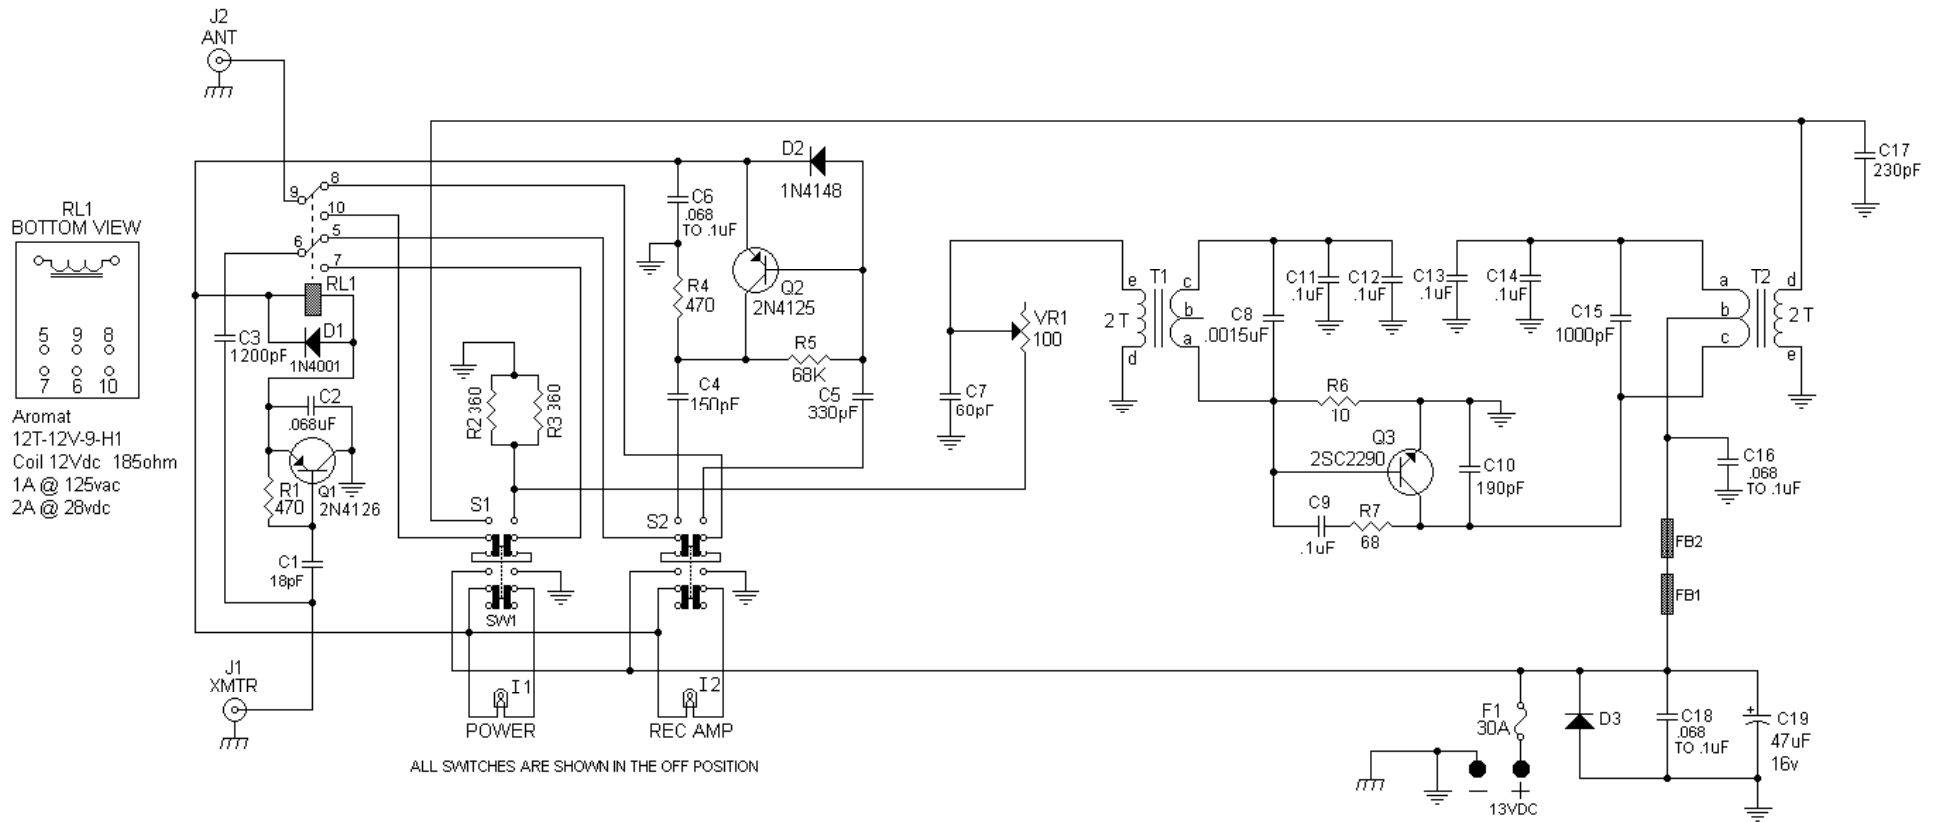 J2
ANT
RL1
BOTTOM VIEW
5 9 8
7 6 10
Aromat
12T-12V-9-H1
Coil 12Vdc 185ohm
1A @ 125vac
2A @ 28vdc
9
8
10
6
5
7
RL1
D1
1N4001
C3
1200pF
C2
.068uF
R1
470
Q1
2N4126
C1
18pF
J1
XMTR
D2
1N4148
C6
.068
TO .1uF
R4
470
Q2
2N4125
R5
68K
C4
150pF
C5
330pF
R2 360
R3 360
S1
SW1
S2
I1
POWER
I2
REC AMP
ALL SWITCHES ARE SHOWN IN THE OFF POSITION
C7
60pF
VR1
100
e
T1
c
2 T
b
d
a
C8
.0015uF
C11
.1uF
C12
.1uF
C13
.1uF
C14
.1uF
C15
1000pF
R6
10
Q3
2SC2290
C10
190pF
C9
.1uF
R7
68
a
T2
d
b
2 T
c
e
C17
230pF
C16
.068
TO .1uF
FB2
FB1
F1
30A
D3
C18
.068
TO .1uF
+
C19
47uF
16v
— +
13VDC